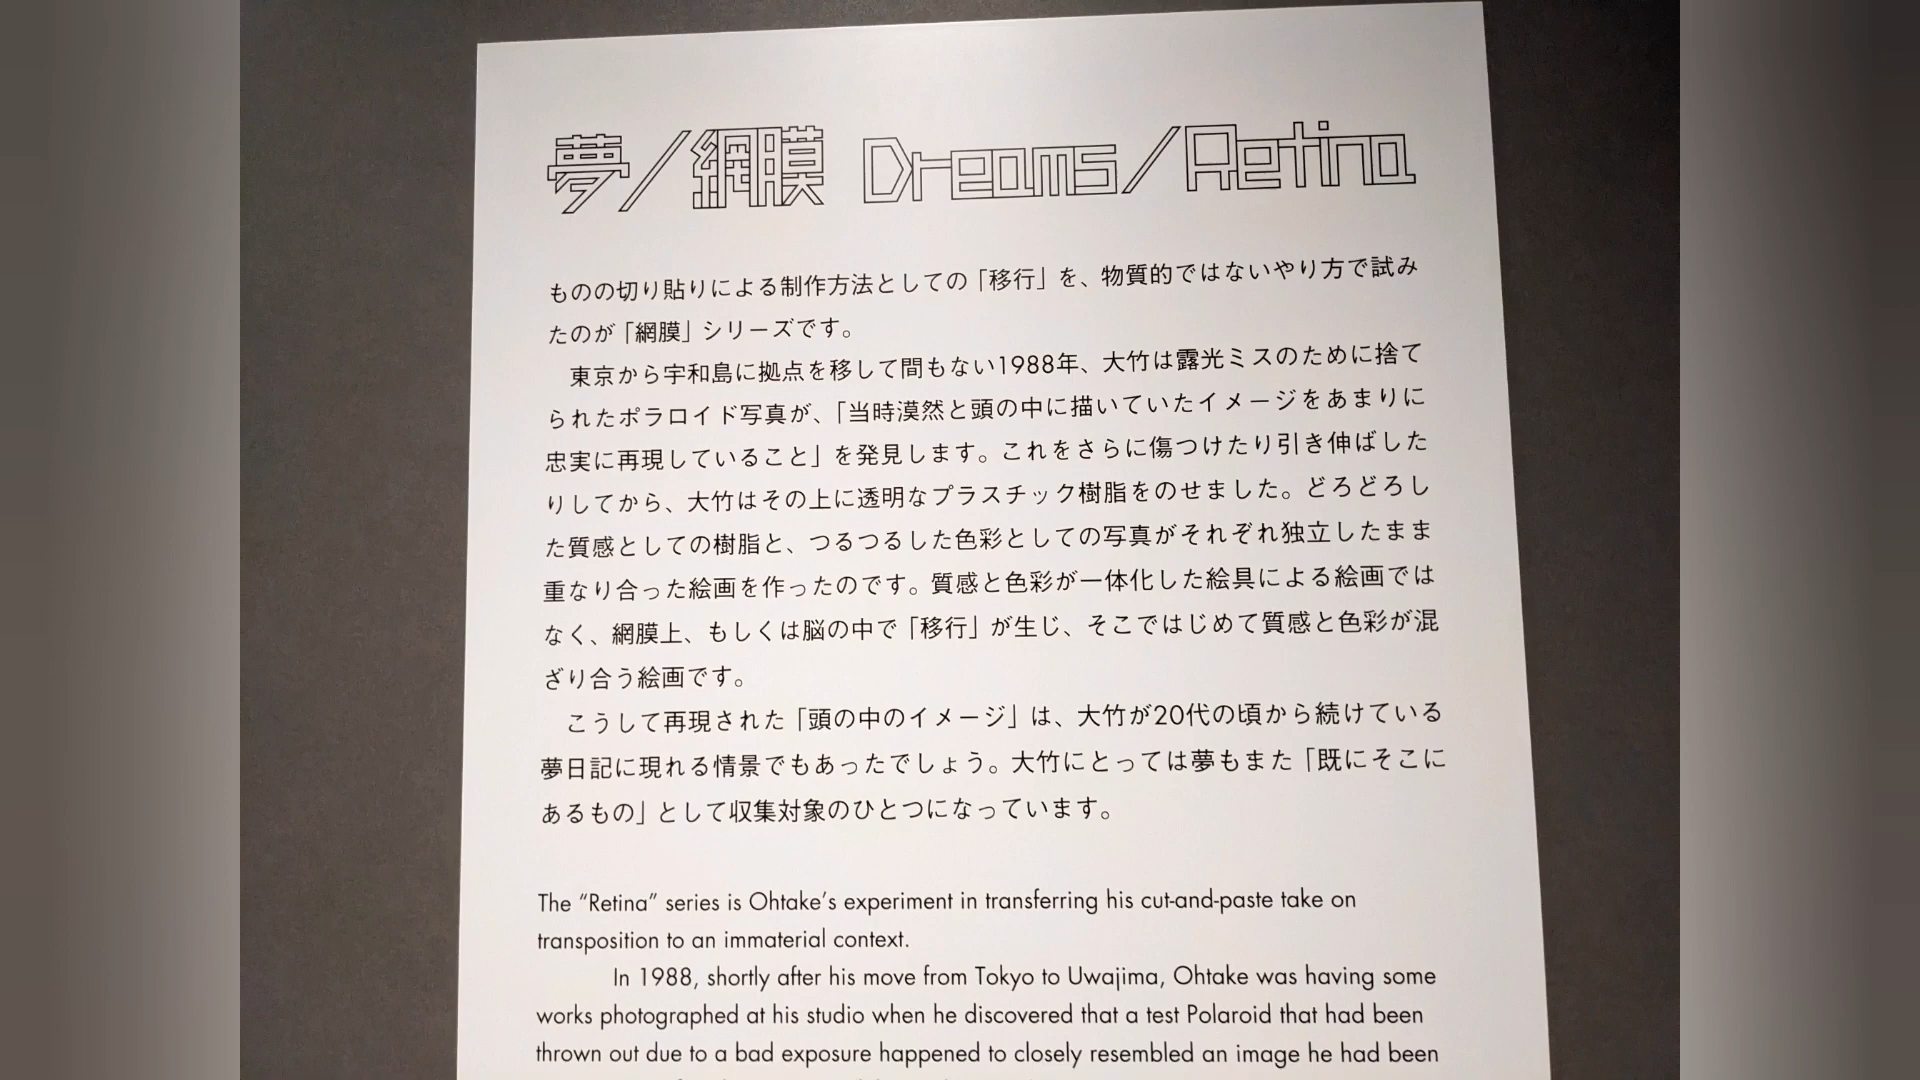 夢／網膜 Dreams/Retina
ものの切り貼りによる制作方法としての「移行」を、物質的ではないやり方で試み
たのが「網膜」シリーズです。
東京から宇和島に拠点を移して間もない1988年、大竹は露光ミスのために捨て
られたポラロイド写真が、「当時漠然と頭の中に描いていたイメージをあまりに
忠実に再現していること」を発見します。これをさらに傷つけたり引き伸ばした
りしてから、大竹はその上に透明なプラスチック樹脂をのせました。どろどろし
た質感としての樹脂と、つるつるした色彩としての写真がそれぞれ独立したまま
重なり合った絵画を作ったのです。質感と色彩が一体化した絵具による絵画では
なく、網膜上、もしくは脳の中で「移行」が生じ、そこではじめて質感と色彩が混
ざり合う絵画です。
こうして再現された「頭の中のイメージ」は、大竹が20代の頃から続けている
夢日記に現れる情景でもあったでしょう。大竹にとっては夢もまた「既にそこに
あるもの」として収集対象のひとつになっています。
The “Retina” series is Ohtake’s experiment in transferring his cut-and-paste take on
transposition to an immaterial context.
In 1988, shortly after his move from Tokyo to Uwajima, Ohtake was having some
works photographed at his studio when he discovered that a test Polaroid that had been
thrown out due to a bad exposure happened to closely resembled an image he had been